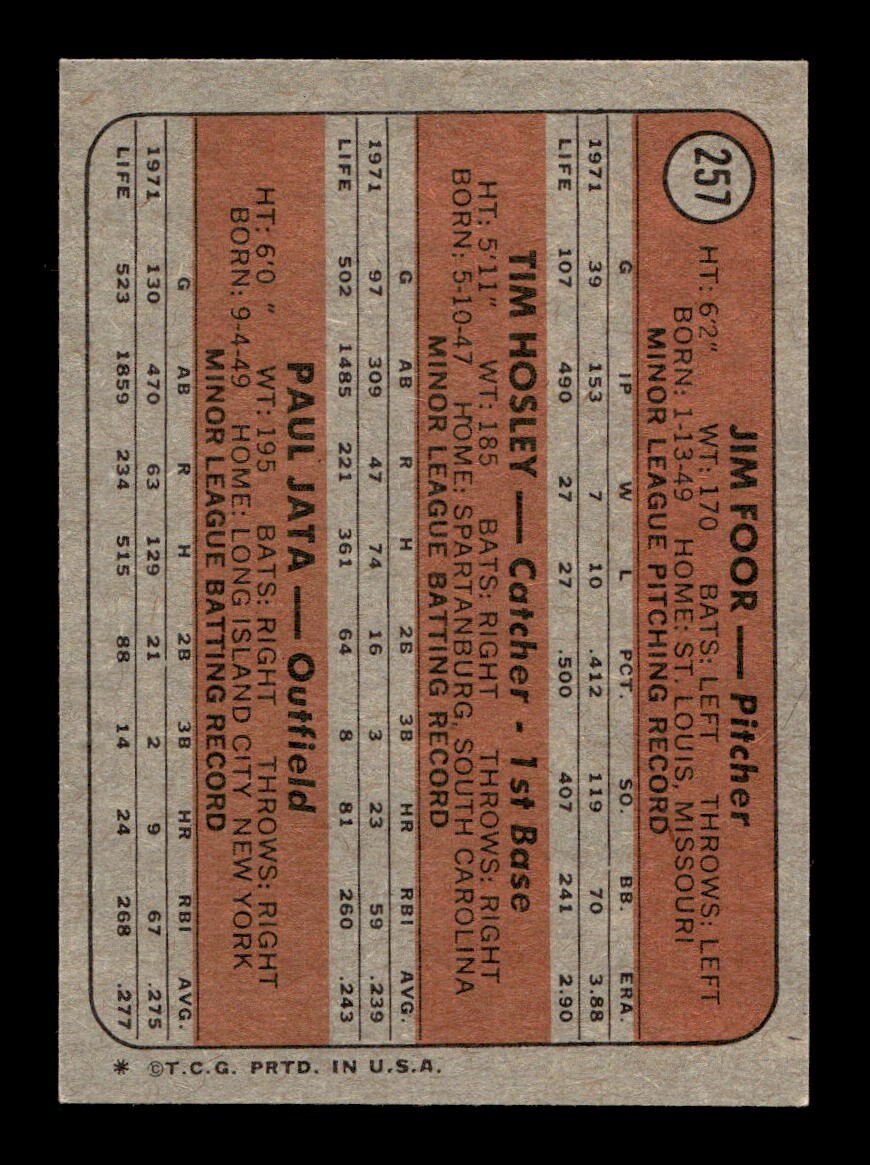 257
JIM FOOR — Pitcher
HT: 6'2" WT: 170 BATS: LEFT THROWS: LEFT
BORN: 1-13-49 HOME: ST. LOUIS, MISSOURI
MINOR LEAGUE PITCHING RECORD
G IP W L PCT. SO. BB. ERA.
1971 39 153 7 10 .412 119 70 3.88
LIFE 107 490 27 27 .500 407 241 2.90
TIM HOSLEY — Catcher - 1st Base
HT: 5'11" WT: 185 BATS: RIGHT THROWS: RIGHT
BORN: 5-10-47 HOME: SPARTANBURG, SOUTH CAROLINA
MINOR LEAGUE BATTING RECORD
G AB R H 2B 3B HR RBI AVG.
1971 97 309 47 74 16 3 23 59 .239
LIFE 502 1485 221 361 64 8 81 260 .243
PAUL JATA — Outfield
HT: 6'0 " WT: 195 BATS: RIGHT THROWS: RIGHT
BORN: 9-4-49 HOME: LONG ISLAND CITY, NEW YORK
MINOR LEAGUE BATTING RECORD
G AB R H 2B 3B HR RBI AVG.
1971 130 470 63 129 21 2 9 67 .275
LIFE 523 1859 234 515 88 14 24 268 .277
* ©T.C.G. PRTD. IN U.S.A.